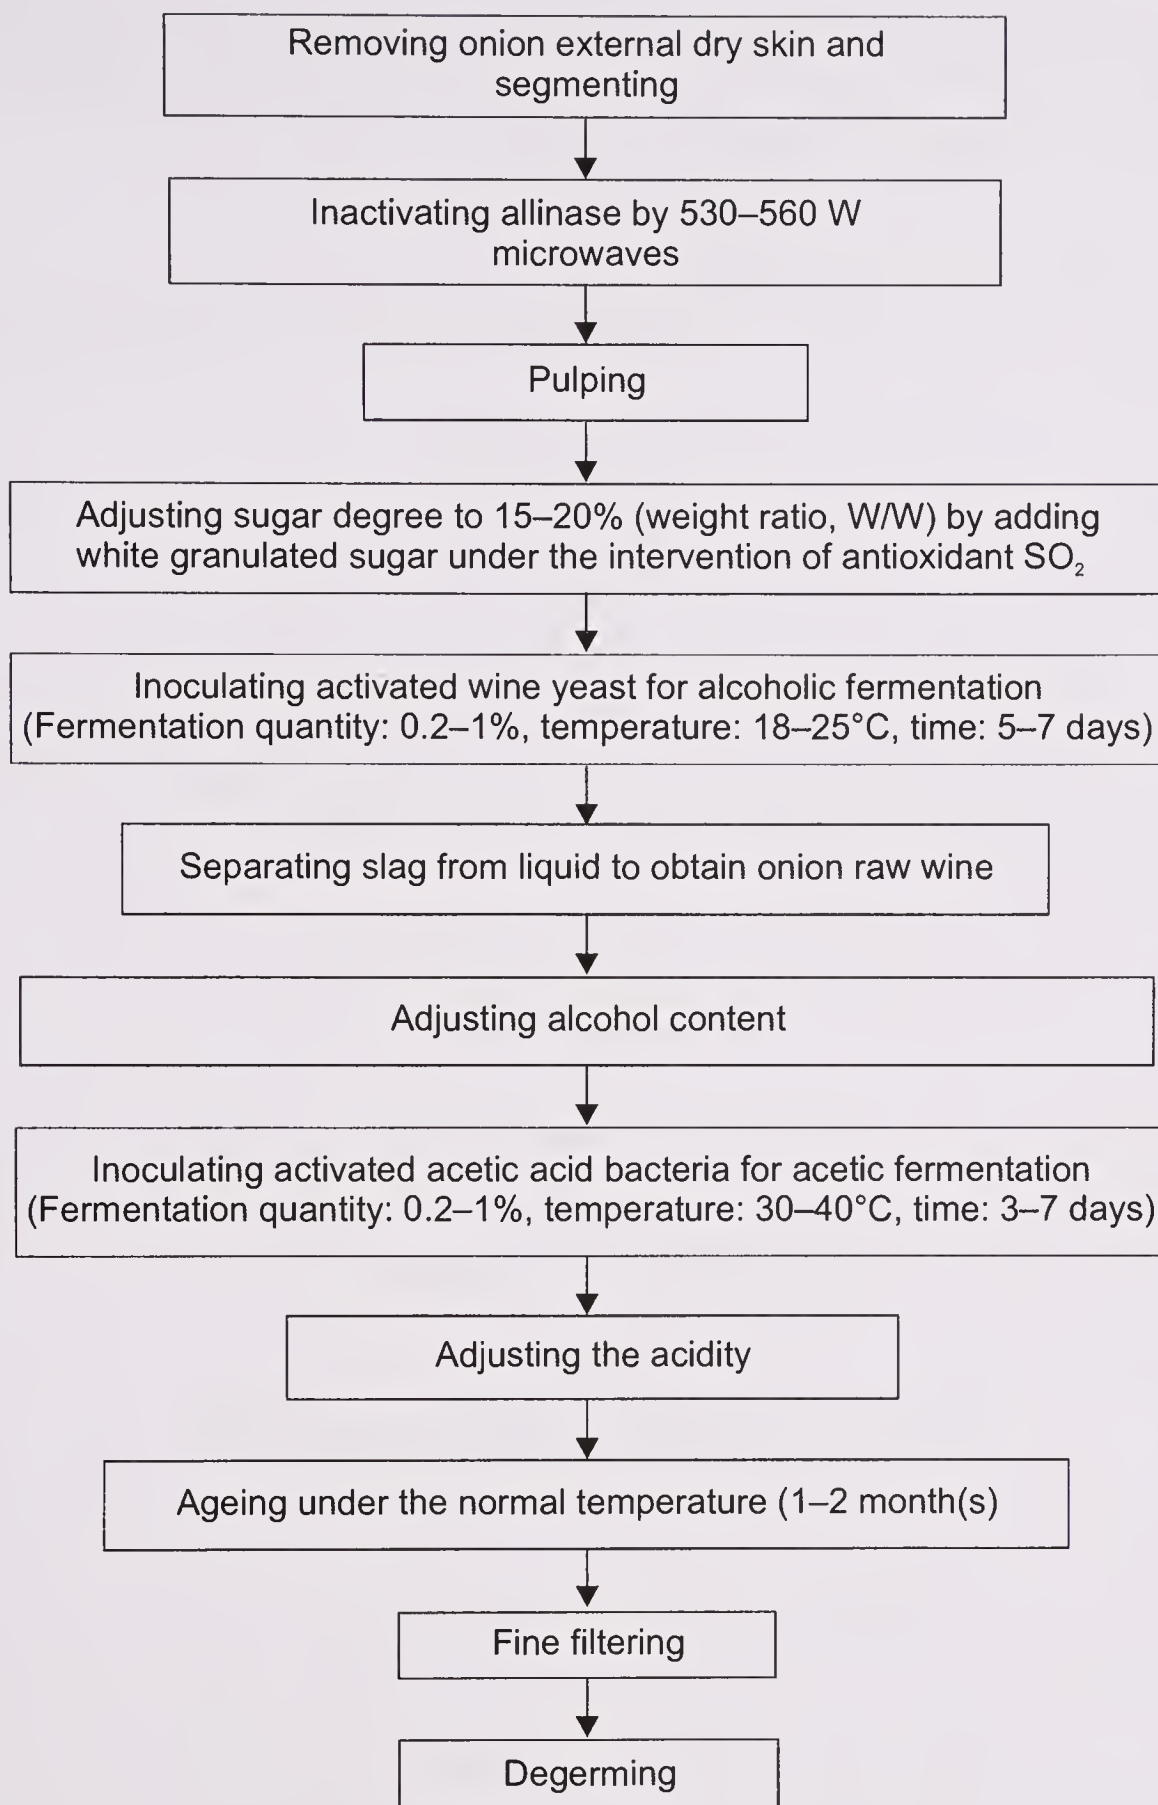 Removing onion external dry skin and
segmenting
Inactivating allinase by 530–560 W
microwaves
Pulping
Adjusting sugar degree to 15–20% (weight ratio, W/W) by adding
white granulated sugar under the intervention of antioxidant SO₂
Inoculating activated wine yeast for alcoholic fermentation
(Fermentation quantity: 0.2–1%, temperature: 18–25°C, time: 5–7 days)
Separating slag from liquid to obtain onion raw wine
Adjusting alcohol content
Inoculating activated acetic acid bacteria for acetic fermentation
(Fermentation quantity: 0.2–1%, temperature: 30–40°C, time: 3–7 days)
Adjusting the acidity
Ageing under the normal temperature (1–2 month(s)
Fine filtering
Degerming